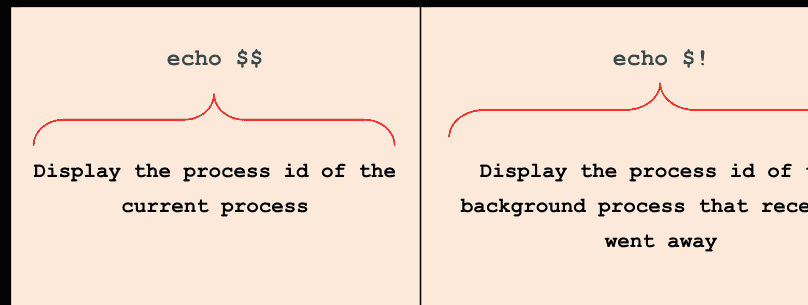 echo $$
Display the process id of the
current process
echo $!
Display the process id of
background process that
went away